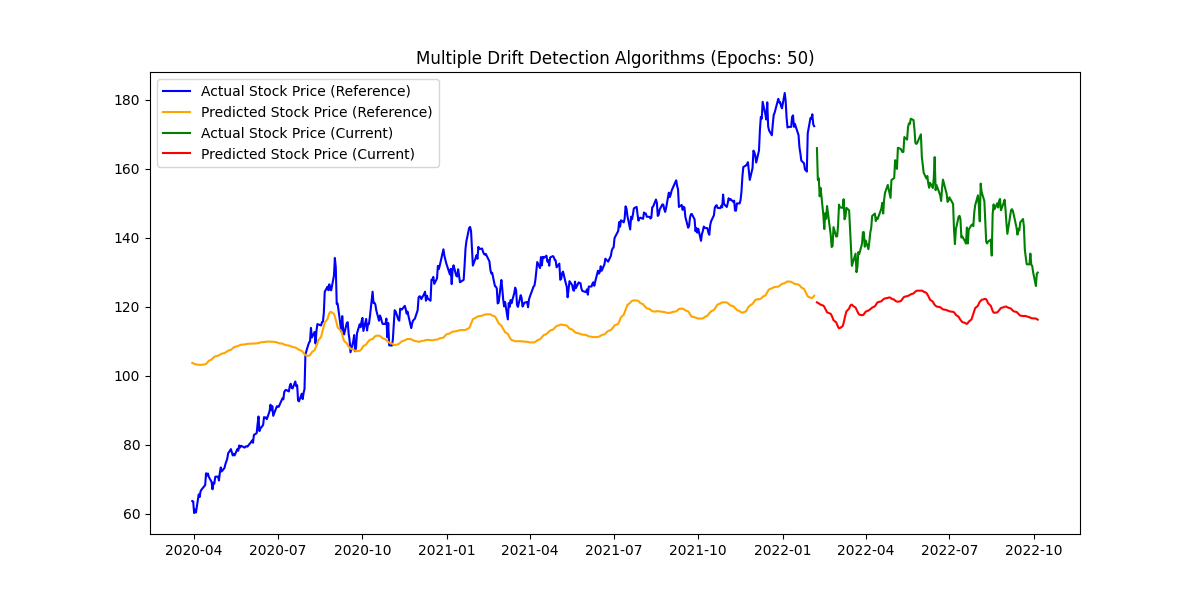 Multiple Drift Detection Algorithms (Epochs: 50)
Actual Stock Price (Reference)
Predicted Stock Price (Reference)
Actual Stock Price (Current)
Predicted Stock Price (Current)
180
160
140
120
100
80
60
2020-04 2020-07 2020-10 2021-01 2021-04 2021-07 2021-10 2022-01 2022-04 2022-07 2022-10